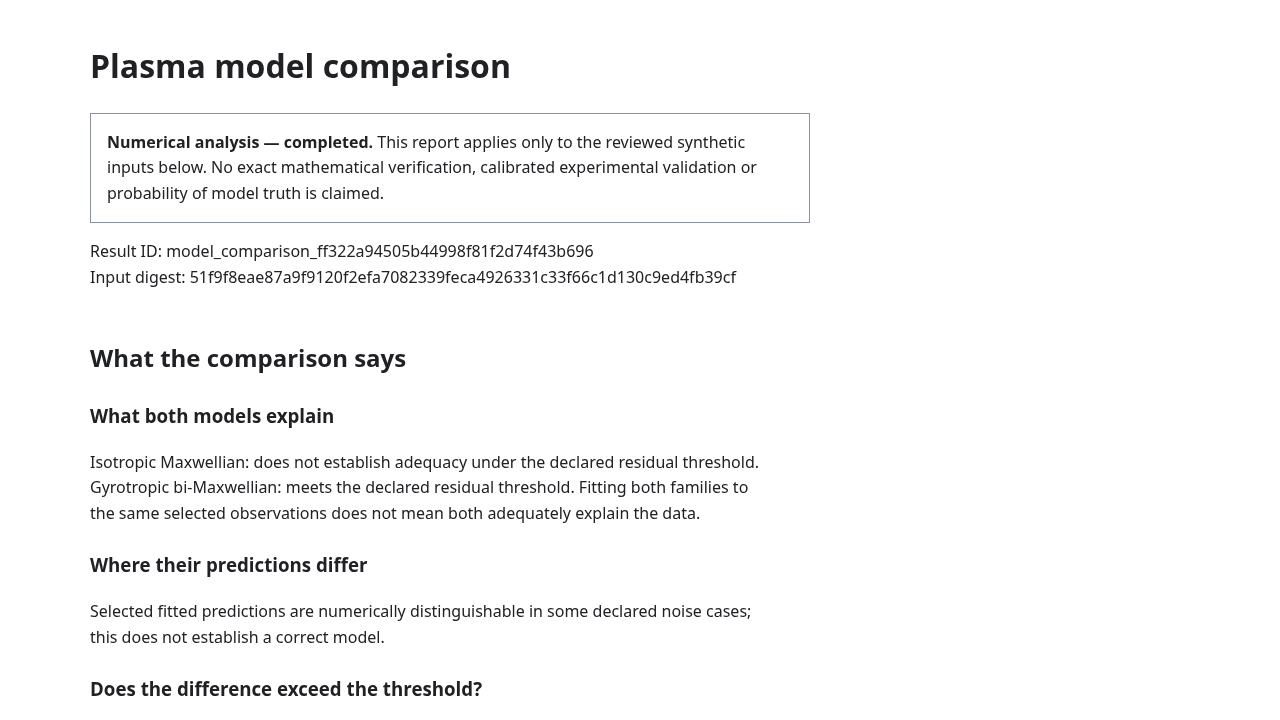 Plasma model comparison
Numerical analysis — completed. This report applies only to the reviewed synthetic
inputs below. No exact mathematical verification, calibrated experimental validation or
probability of model truth is claimed.
Result ID: model_comparison_ff322a94505b44998f81f2d74f43b696
Input digest: 51f9f8eae87a9f9120f2efa7082339feca4926331c33f66c1d130c9ed4fb39cf
What the comparison says
What both models explain
Isotropic Maxwellian: does not establish adequacy under the declared residual threshold.
Gyrotropic bi-Maxwellian: meets the declared residual threshold. Fitting both families to
the same selected observations does not mean both adequately explain the data.
Where their predictions differ
Selected fitted predictions are numerically distinguishable in some declared noise cases;
this does not establish a correct model.
Does the difference exceed the threshold?